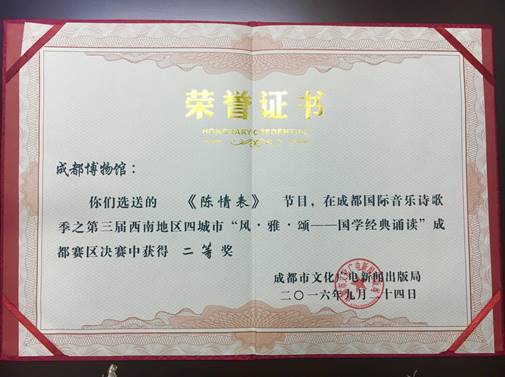 荣誉证书
HONORARY CREDENTIAL
成都博物馆：
你们选送的 《陈情表》 节目，在成都国际音乐诗歌
季之第三届西南地区四城市“风·雅·颂——国学经典诵读”成
都赛区决赛中获得 二等奖
成都市文化广电新闻出版局
二〇一六年九月二十四日